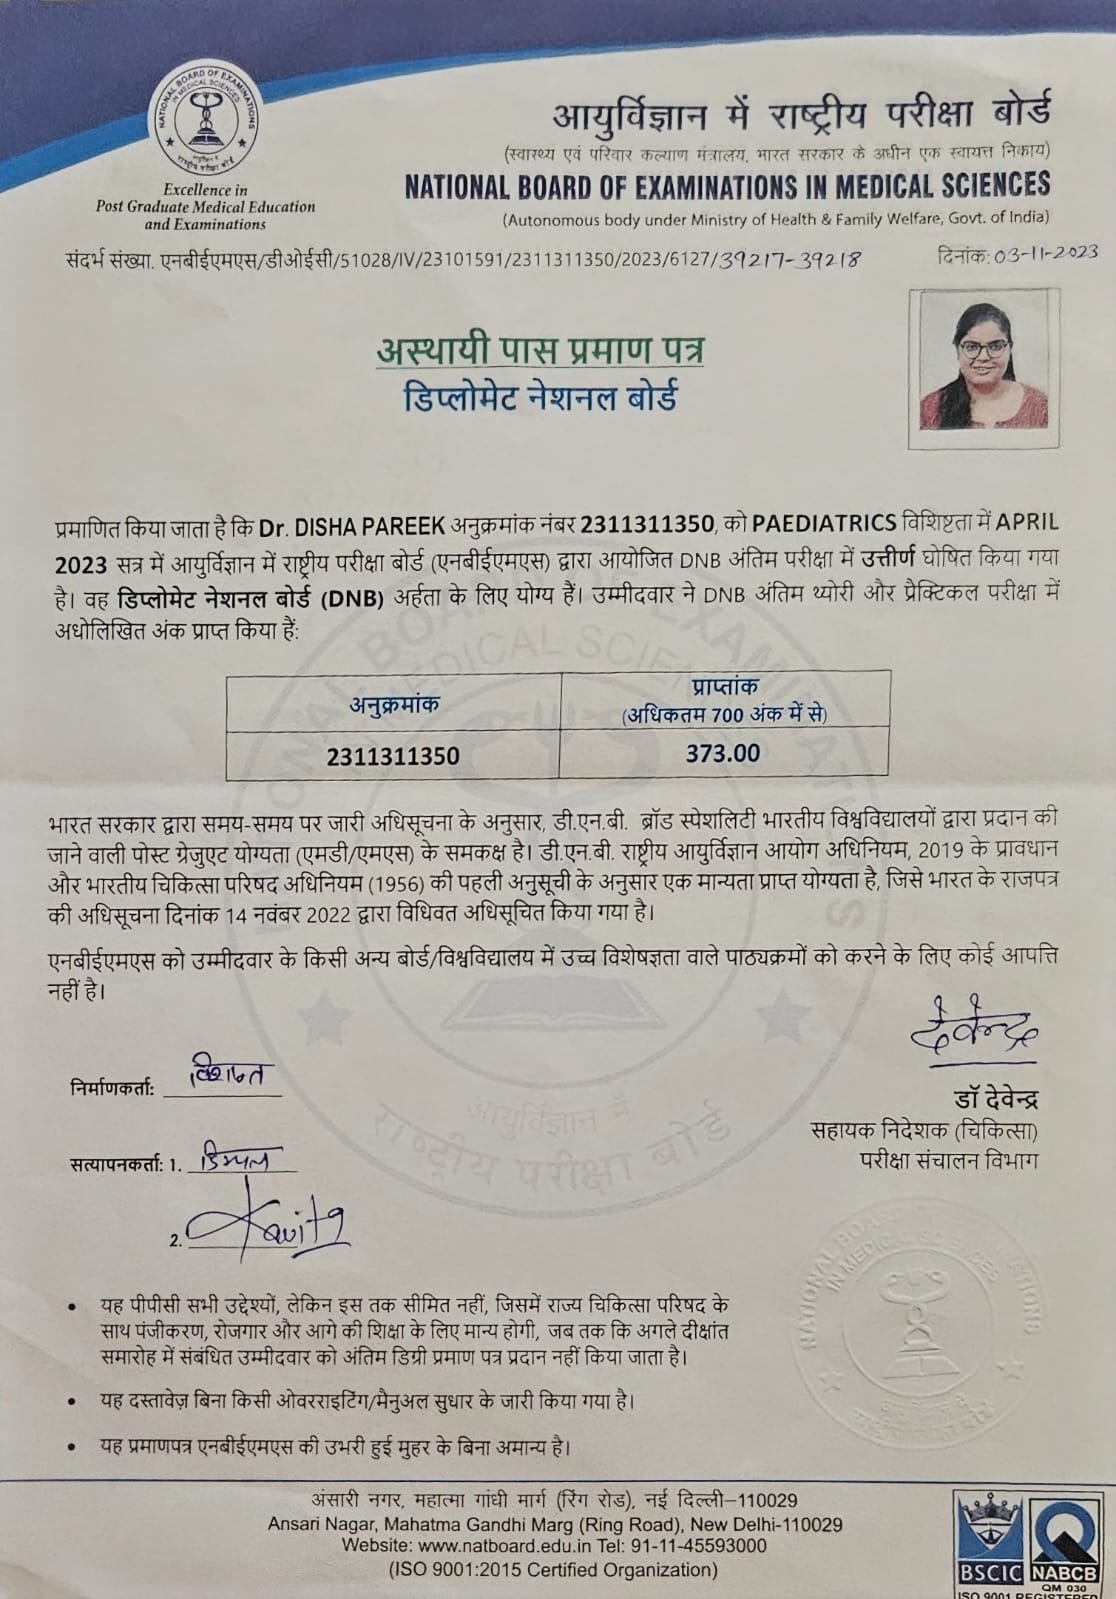 NATIONAL BOARD OF EXAMINATIONS
IN MEDICAL SCIENCES
Excellence in
Post Graduate Medical Education
and Examinations
आयुर्विज्ञान में राष्ट्रीय परीक्षा बोर्ड
(स्वास्थ्य एवं परिवार कल्याण मंत्रालय, भारत सरकार के अधीन एक स्वायत्त निकाय)
NATIONAL BOARD OF EXAMINATIONS IN MEDICAL SCIENCES
(Autonomous body under Ministry of Health & Family Welfare, Govt. of India)
संदर्भ संख्या. एनबीईएमएस/डीओईसी/51028/IV/23101591/2311311350/2023/6127/39217-39218 दिनांक: 03-11-2023
अस्थायी पास प्रमाण पत्र
डिप्लोमेट नेशनल बोर्ड
प्रमाणित किया जाता है कि Dr. DISHA PAREEK अनुक्रमांक नंबर 2311311350, को PAEDIATRICS विशिष्टता में APRIL
2023 सत्र में आयुर्विज्ञान में राष्ट्रीय परीक्षा बोर्ड (एनबीईएमएस) द्वारा आयोजित DNB अंतिम परीक्षा में उत्तीर्ण घोषित किया गया
है। वह डिप्लोमेट नेशनल बोर्ड (DNB) अर्हता के लिए योग्य हैं। उम्मीदवार ने DNB अंतिम थ्योरी और प्रैक्टिकल परीक्षा में
अधोलिखित अंक प्राप्त किया हैं:
अनुक्रमांक प्राप्तांक
(अधिकतम 700 अंक में से)
2311311350 373.00
भारत सरकार द्वारा समय-समय पर जारी अधिसूचना के अनुसार, डी.एन.बी. ब्रॉड स्पेशलिटी भारतीय विश्वविद्यालयों द्वारा प्रदान की
जाने वाली पोस्ट ग्रेजुएट योग्यता (एमडी/एमएस) के समकक्ष है। डी.एन.बी. राष्ट्रीय आयुर्विज्ञान आयोग अधिनियम, 2019 के प्रावधान
और भारतीय चिकित्सा परिषद अधिनियम (1956) की पहली अनुसूची के अनुसार एक मान्यता प्राप्त योग्यता है, जिसे भारत के राजपत्र
की अधिसूचना दिनांक 14 नवंबर 2022 द्वारा विधिवत अधिसूचित किया गया है।
एनबीईएमएस को उम्मीदवार के किसी अन्य बोर्ड/विश्वविद्यालय में उच्च विशेषज्ञता वाले पाठ्यक्रमों को करने के लिए कोई आपत्ति
नहीं है।
देवेन्द्र
निर्माणकर्ता:
डॉ देवेन्द्र
सहायक निदेशक (चिकित्सा)
परीक्षा संचालन विभाग
सत्यापनकर्ता: 1. डिम्पल
2. Kavita
• यह पीपीसी सभी उद्देश्यों, लेकिन इस तक सीमित नहीं, जिसमें राज्य चिकित्सा परिषद के
साथ पंजीकरण, रोजगार और आगे की शिक्षा के लिए मान्य होगी, जब तक कि अगले दीक्षांत
समारोह में संबंधित उम्मीदवार को अंतिम डिग्री प्रमाण पत्र प्रदान नहीं किया जाता है।
• यह दस्तावेज़ बिना किसी ओवरराइटिंग/मैनुअल सुधार के जारी किया गया है।
• यह प्रमाणपत्र एनबीईएमएस की उभरी हुई मुहर के बिना अमान्य है।
अंसारी नगर, महात्मा गांधी मार्ग (रिंग रोड), नई दिल्ली–110029
Ansari Nagar, Mahatma Gandhi Marg (Ring Road), New Delhi-110029
Website: www.natboard.edu.in Tel: 91-11-45593000
(ISO 9001:2015 Certified Organization)
BSCIC NABCB
QM 030
ISO 9001 REGISTERED